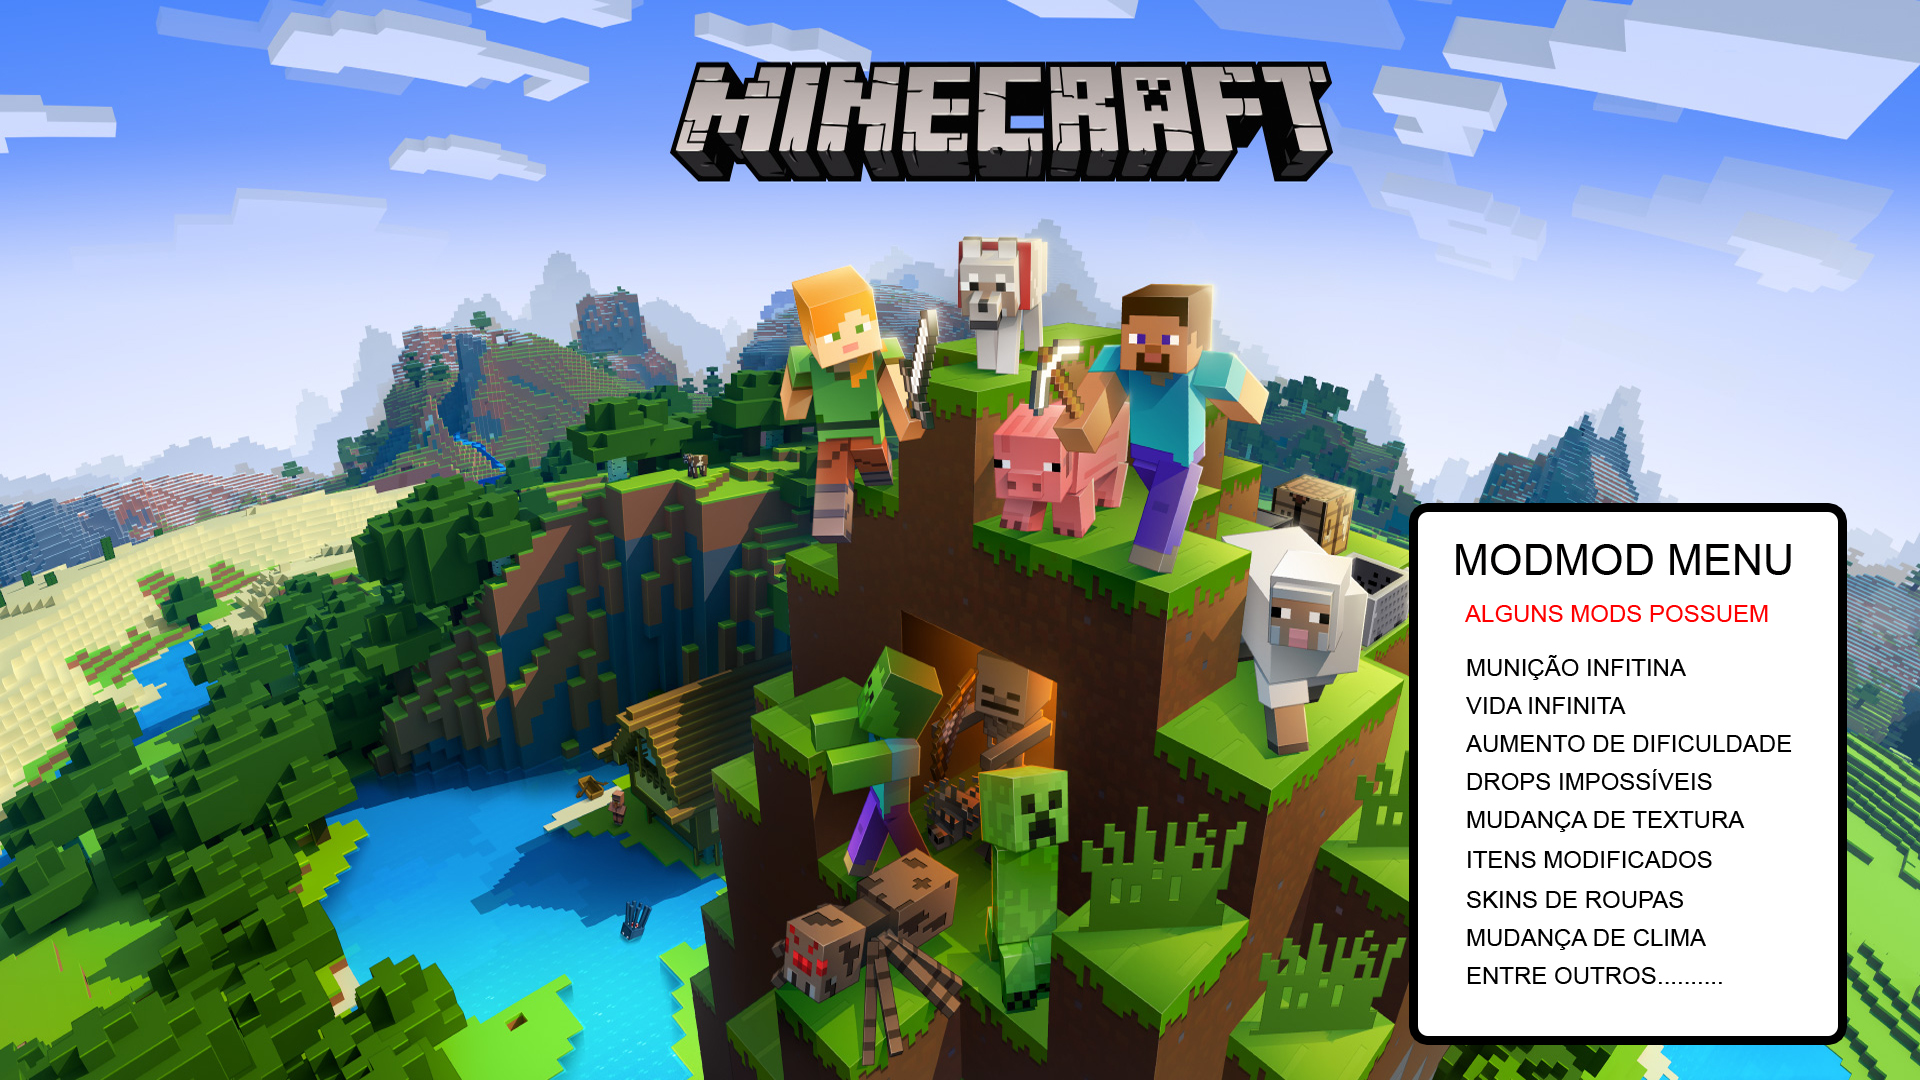 MINECRAFT
MODMOD MENU
ALGUNS MODS POSSUEM
MUNIÇÃO INFITINA
VIDA INFINITA
AUMENTO DE DIFICULDADE
DROPS IMPOSSÍVEIS
MUDANÇA DE TEXTURA
ITENS MODIFICADOS
SKINS DE ROUPAS
MUDANÇA DE CLIMA
ENTRE OUTROS..........